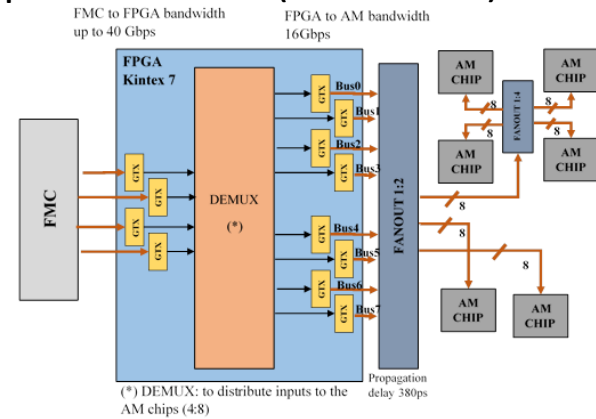 FMC to FPGA bandwidth
up to 40 Gbps
FPGA to AM bandwidth
16Gbps
FPGA
Kintex 7
FMC
GTX
GTX
GTX
GTX
DEMUX
(*)
GTX
Bus0
GTX
Bus1
GTX
Bus2
GTX
Bus3
GTX
Bus4
GTX
Bus5
GTX
Bus6
GTX
Bus7
FANOUT 1:2
Propagation
delay 380ps
AM
CHIP
AM
CHIP
FANOUT 1:4
8
8
8
8
AM
CHIP
AM
CHIP
8
8
8
AM
CHIP
AM
CHIP
(*) DEMUX: to distribute inputs to the
AM chips (4:8)